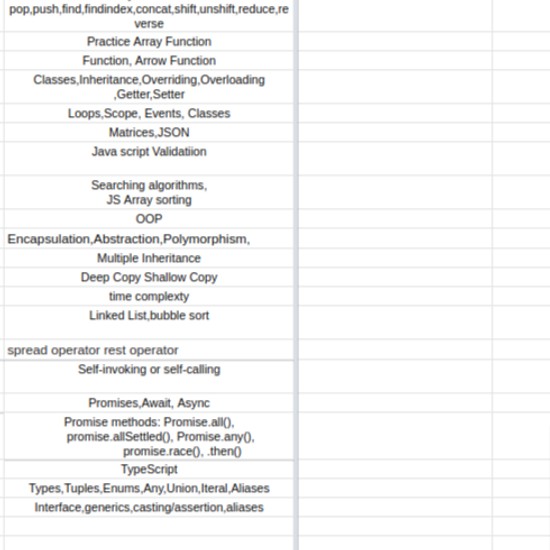 pop,push,find,findindex,concat,shift,unshift,reduce,re
verse
Practice Array Function
Function, Arrow Function
Classes,Inheritance,Overriding,Overloading
,Getter,Setter
Loops,Scope, Events, Classes
Matrices,JSON
Java script Validatiion
Searching algorithms,
JS Array sorting
OOP
Encapsulation,Abstraction,Polymorphism,
Multiple Inheritance
Deep Copy Shallow Copy
time complexty
Linked List,bubble sort
spread operator rest operator
Self-invoking or self-calling
Promises,Await, Async
Promise methods: Promise.all(),
promise.allSettled(), Promise.any(),
promise.race(), .then()
TypeScript
Types,Tuples,Enums,Any,Union,Iteral,Aliases
Interface,generics,casting/assertion,aliases